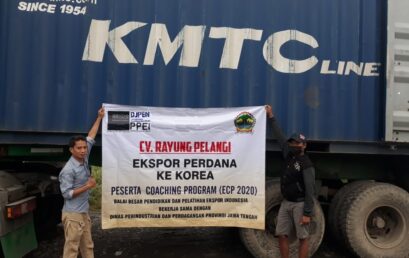 SINCE 1954
KMTC LINE
DJPEN
PPEI
CV. RAYUNG PELANGI
EKSPOR PERDANA
KE KOREA
PESERTA COACHING PROGRAM (ECP 2020)
BALAI BESAR PENDIDIKAN DAN PELATIHAN EKSPOR INDONESIA
BEKERJA SAMA DENGAN
DINAS PERINDUSTRIAN DAN PERDAGANGAN PROVINSI JAWA TENGAH